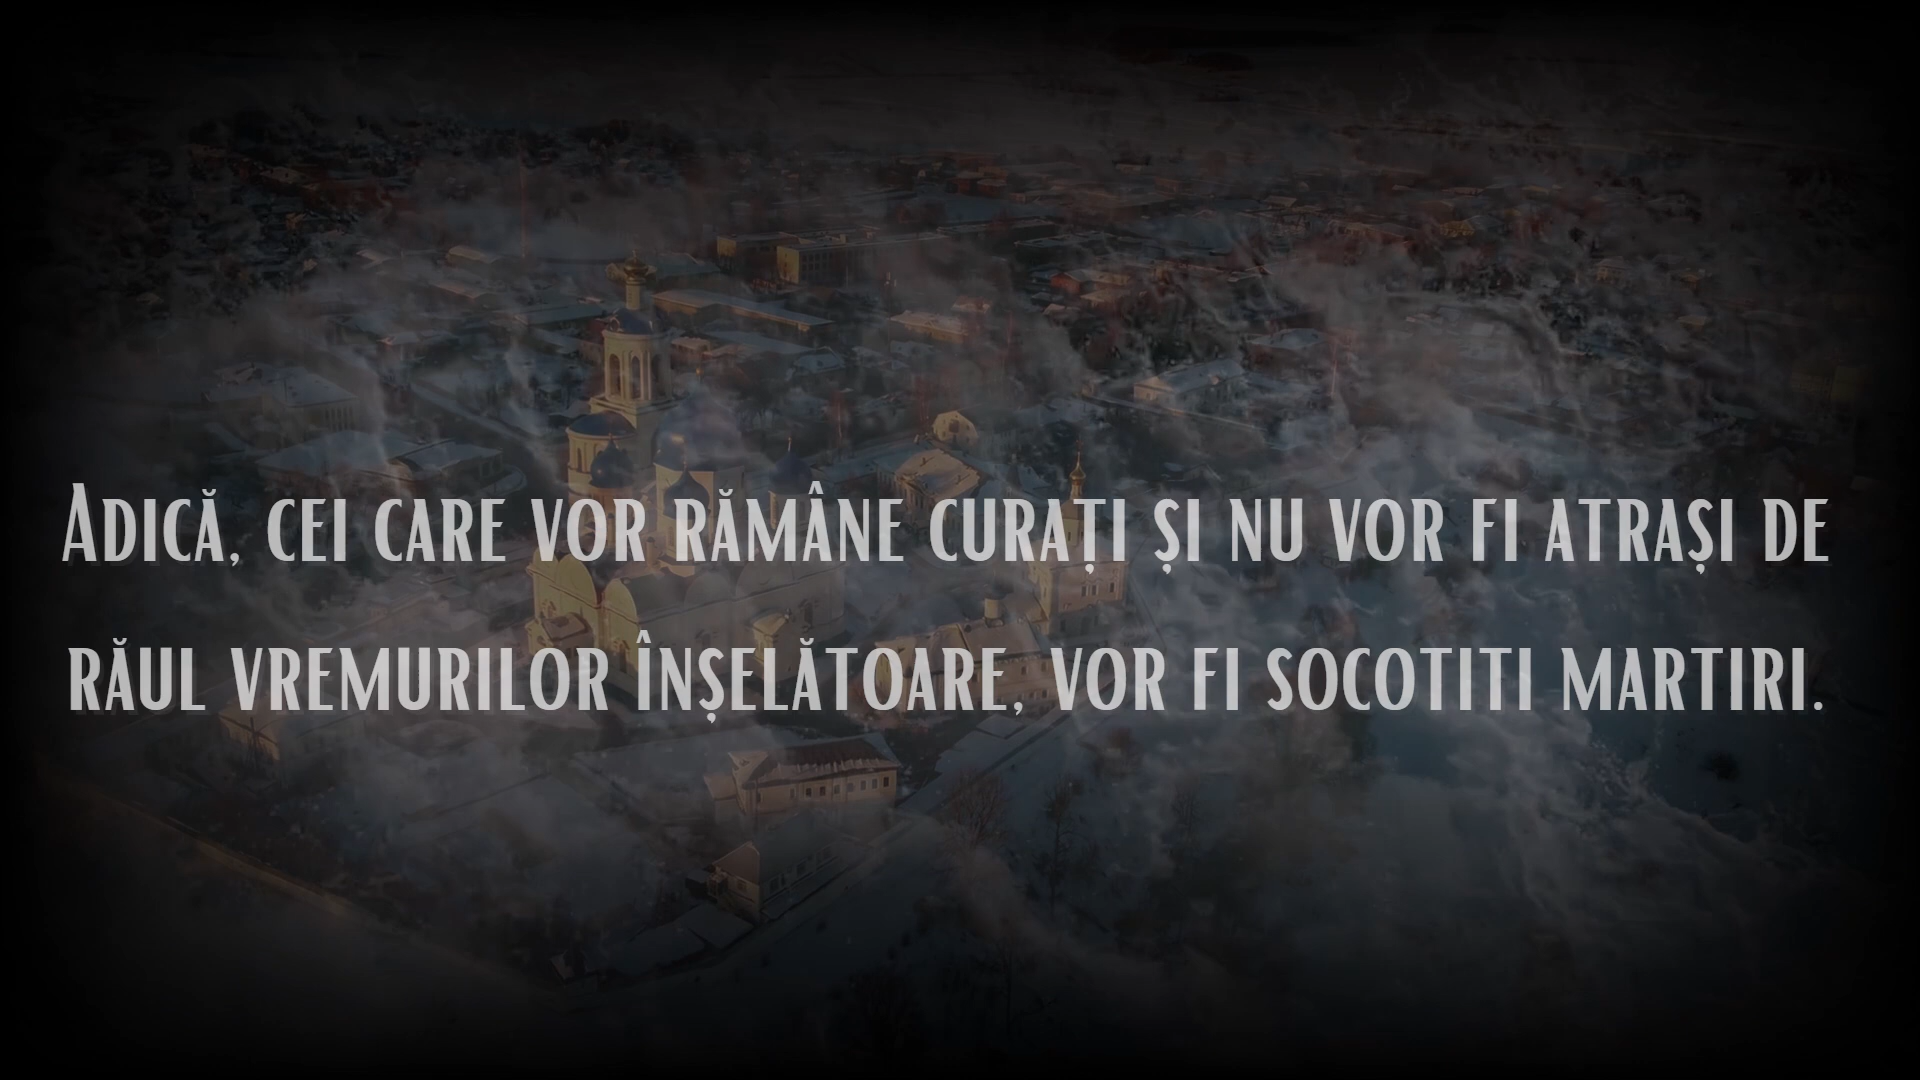 Adică, cei care vor rămâne curați și nu vor fi atrași de
răul vremurilor înșelătoare, vor fi socotiti martiri.